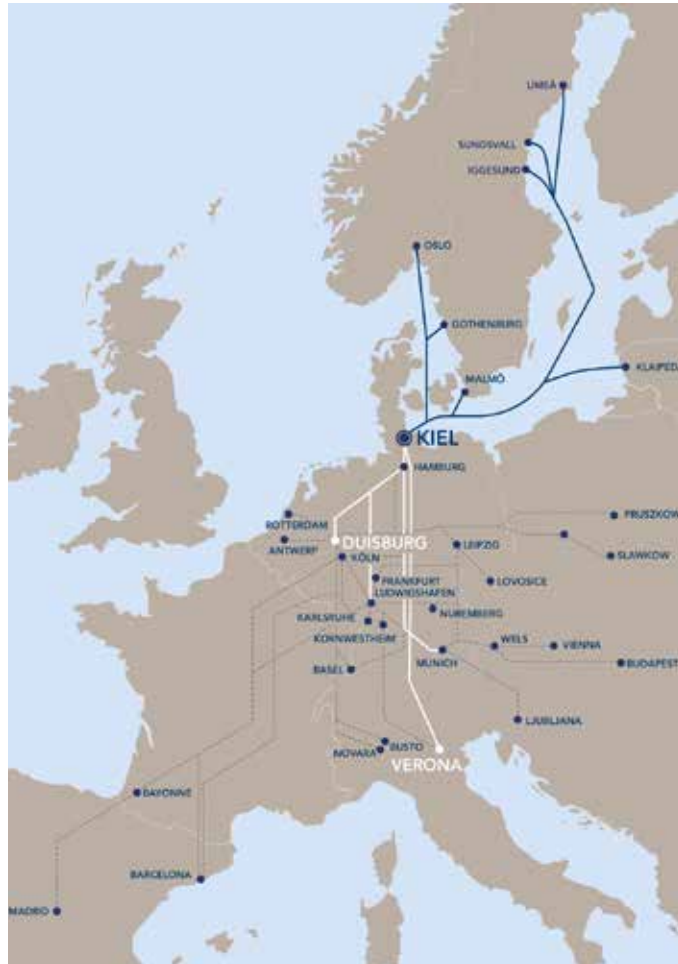 UMEÅ
SUNDSVALL
IGGESUND
OSLO
GOTHENBURG
KLAIPEDA
MALMÖ
KIEL
HAMBURG
ROTTERDAM
PRUSZKOW
ANTWERP
DUISBURG
LEIPZIG
SLAWKOW
KÖLN
FRANKFURT
LOVOSICE
LUDWIGSHAFEN
KARLSRUHE
NUREMBERG
KORNWESTHEIM
WELS
VIENNA
BASEL
MUNICH
BUDAPEST
LJUBLJANA
BUSTO
NOVARA
VERONA
BAYONNE
BARCELONA
MADRID